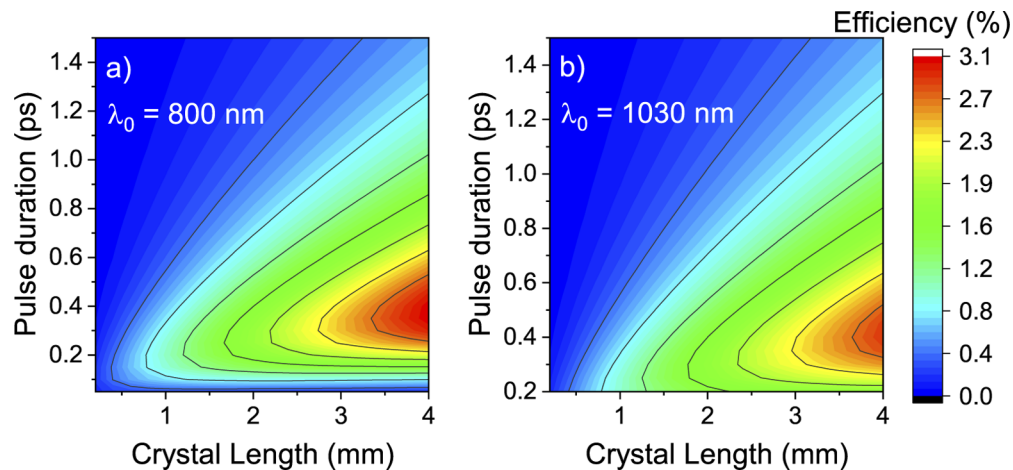 Efficiency (%)
a)
λ0 = 800 nm
b)
λ0 = 1030 nm
Pulse duration (ps)
1.4
1.2
1.0
0.8
0.6
0.4
0.2
1 2 3 4
Crystal Length (mm)
Pulse duration (ps)
1.4
1.2
1.0
0.8
0.6
0.4
0.2
1 2 3 4
Crystal Length (mm)
3.1
2.7
2.3
1.9
1.6
1.2
0.8
0.4
0.0